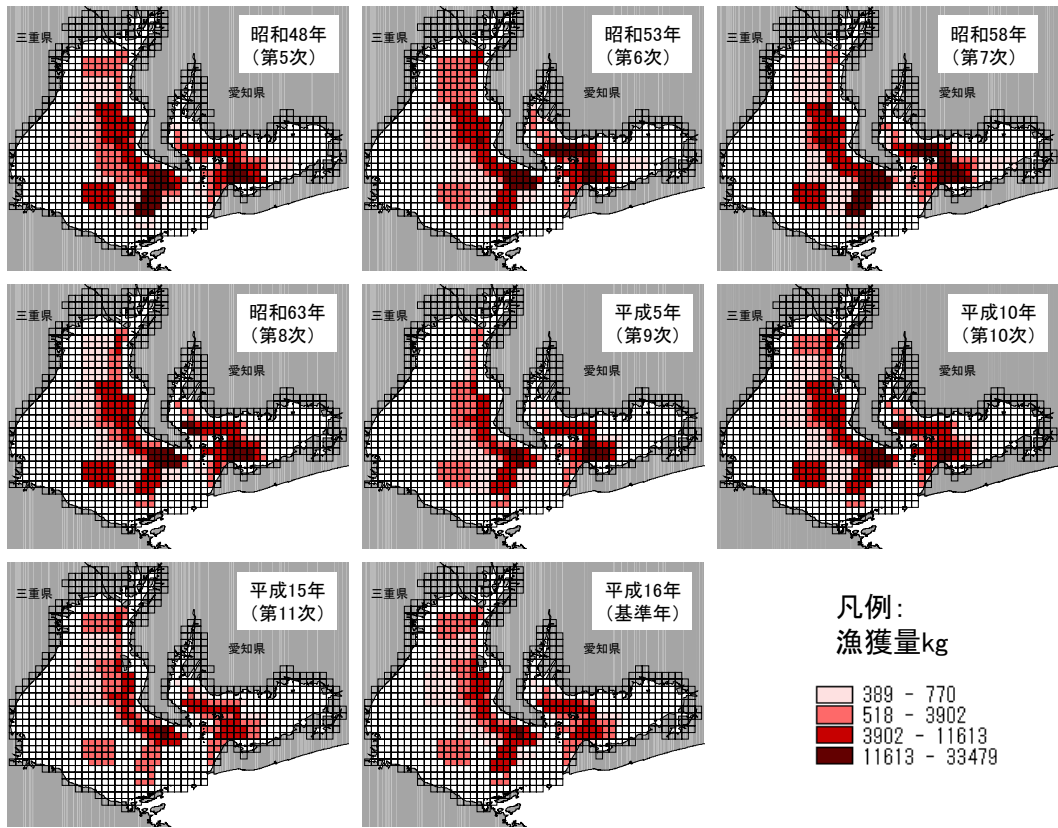 三重県
昭和48年
(第5次)
愛知県
三重県
昭和53年
(第6次)
愛知県
三重県
昭和58年
(第7次)
愛知県
三重県
昭和63年
(第8次)
愛知県
三重県
平成5年
(第9次)
愛知県
三重県
平成10年
(第10次)
愛知県
三重県
平成15年
(第11次)
愛知県
三重県
平成16年
(基準年)
愛知県
凡例:
漁獲量kg
389 - 770
518 - 3902
3902 - 11613
11613 - 33479